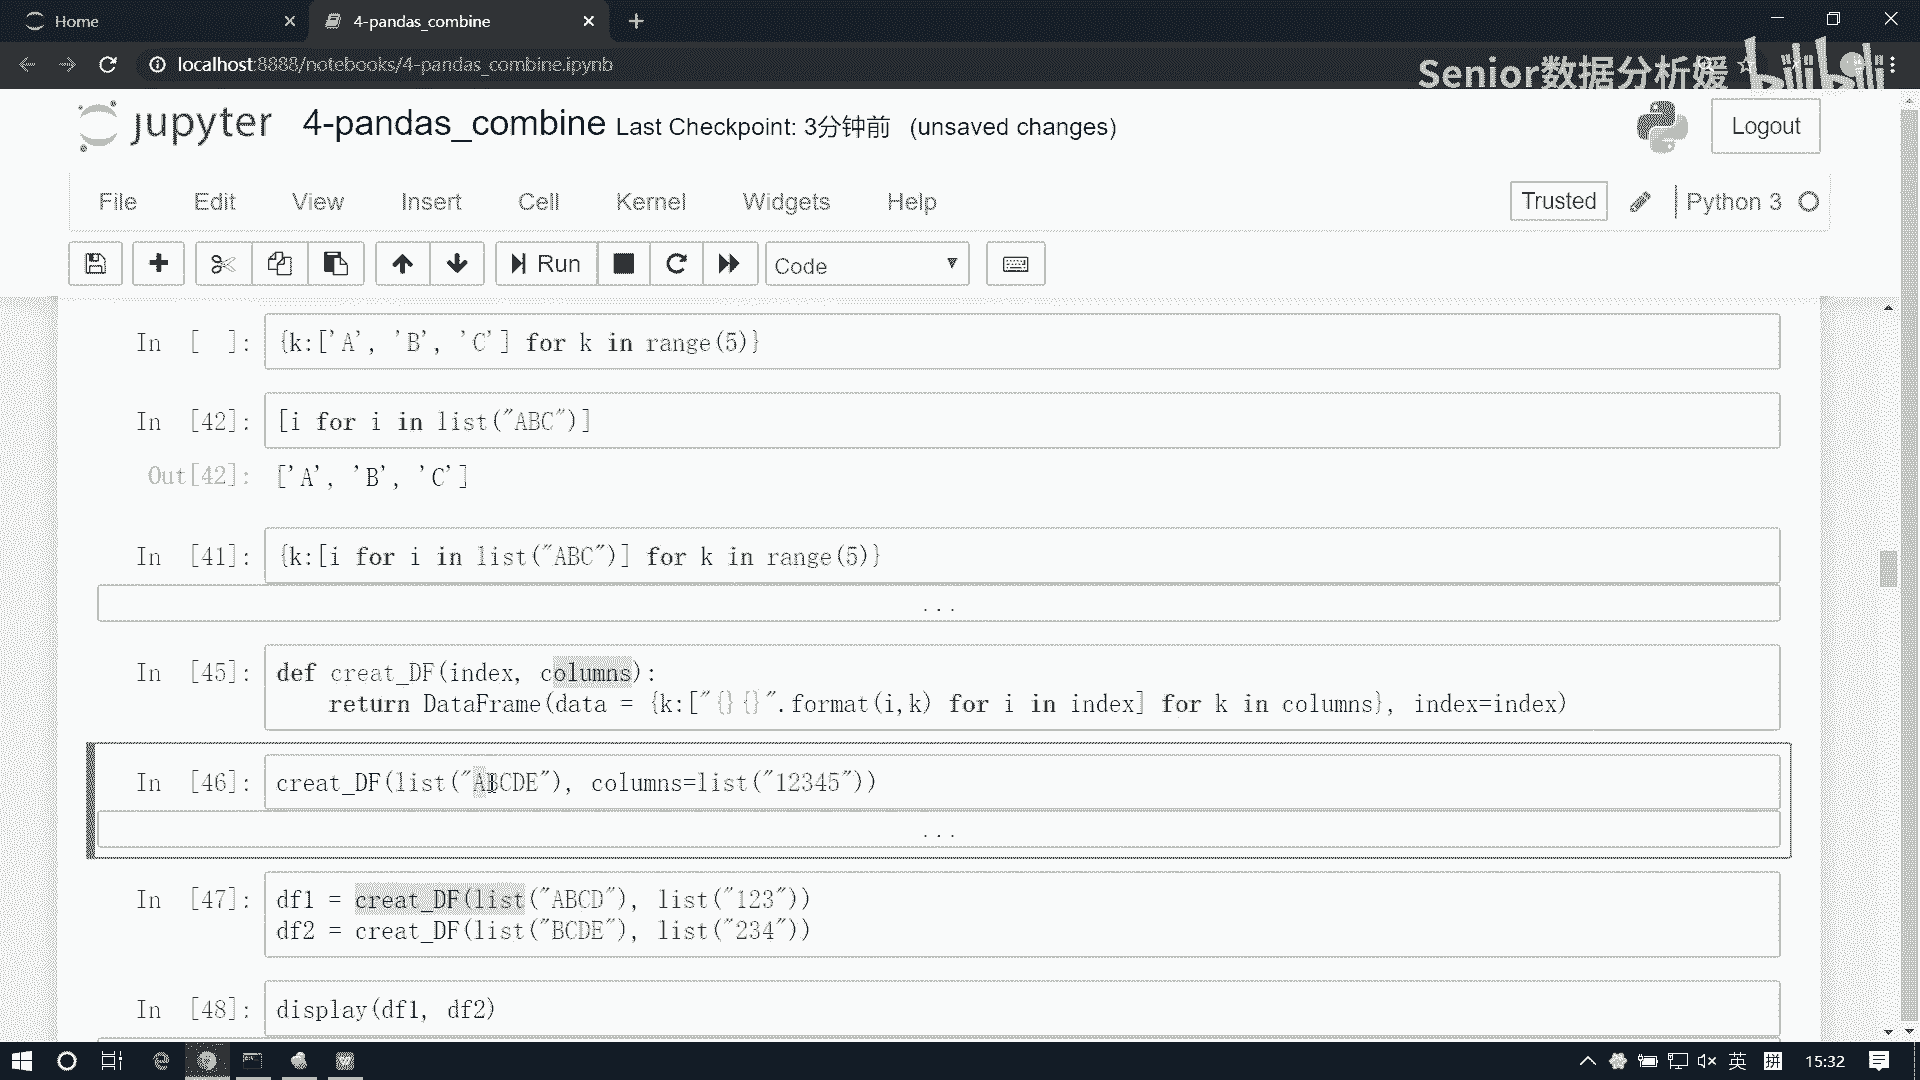 Home
4-pandas_combine
localhost:8888/notebooks/4-pandas_combine.ipynb
Senior数据分析媛 bilibili
jupyter 4-pandas_combine Last Checkpoint: 3分钟前 (unsaved changes)
Logout
File Edit View Insert Cell Kernel Widgets Help
Trusted
Python 3
Run
Code
In [ ]: {k:['A', 'B', 'C'] for k in range(5)}
In [42]: [i for i in list("ABC")]
Out[42]: ['A', 'B', 'C']
In [41]: {k:[i for i in list("ABC")] for k in range(5)}
...
In [45]: def creat_DF(index, columns):
return DataFrame(data = {k:["{}{}".format(i,k) for i in index] for k in columns}, index=index)
In [46]: creat_DF(list("ABCDE"), columns=list("12345"))
...
In [47]: df1 = creat_DF(list("ABCD"), list("123"))
df2 = creat_DF(list("BCDE"), list("234"))
In [48]: display(df1, df2)
英
拼
15:32